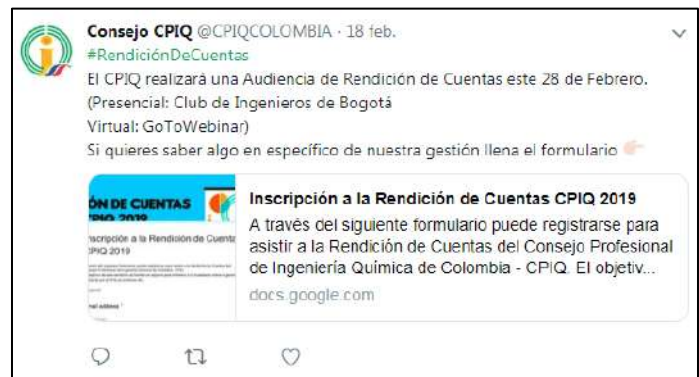 Consejo CPIQ @CPIQCOLOMBIA · 18 feb.
#RendiciónDeCuentas
El CPIQ realizará una Audiencia de Rendición de Cuentas este 28 de Febrero.
(Presencial: Club de Ingenieros de Bogotá
Virtual: GoToWebinar)
Si quieres saber algo en específico de nuestra gestión llena el formulario
ÓN DE CUENTAS
CPIQ 2019
Inscripción a la Rendición de Cuentas CPIQ 2019
A través del siguiente formulario puede registrarse para
asistir a la Rendición de Cuentas del Consejo Profesional
de Ingeniería Química de Colombia - CPIQ. El objetiv...
docs.google.com